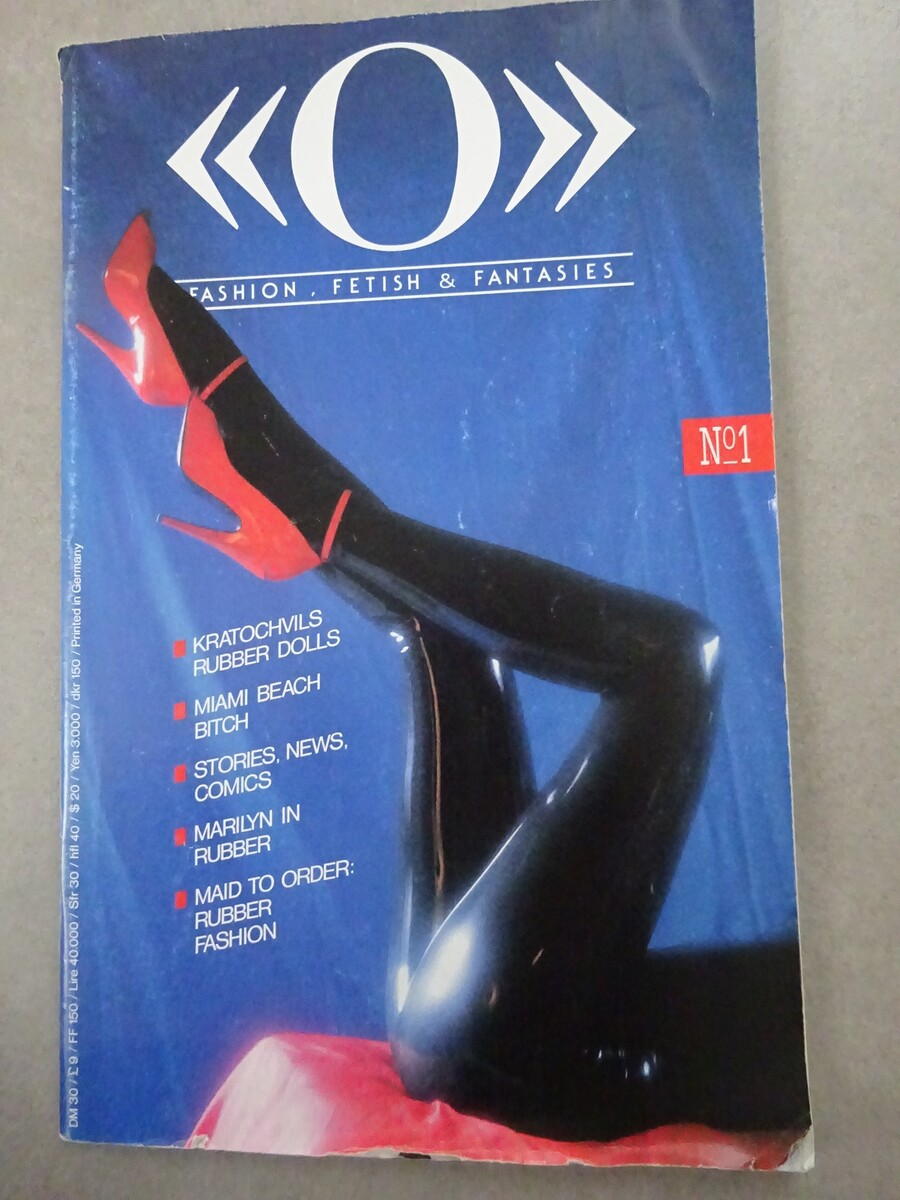 «O»
FASHION, FETISH & FANTASIES
Nº1
KRATOCHVILS
RUBBER DOLLS
MIAMI BEACH
BITCH
STORIES, NEWS,
COMICS
MARILYN IN
RUBBER
MAID TO ORDER:
RUBBER
FASHION
DM 30 / £ 9 / FF 150 / Lire 40.000 / Sfr 30 / hfl 40 / $ 20 / Yen 3.000 / dkr 150 / Printed in Germany